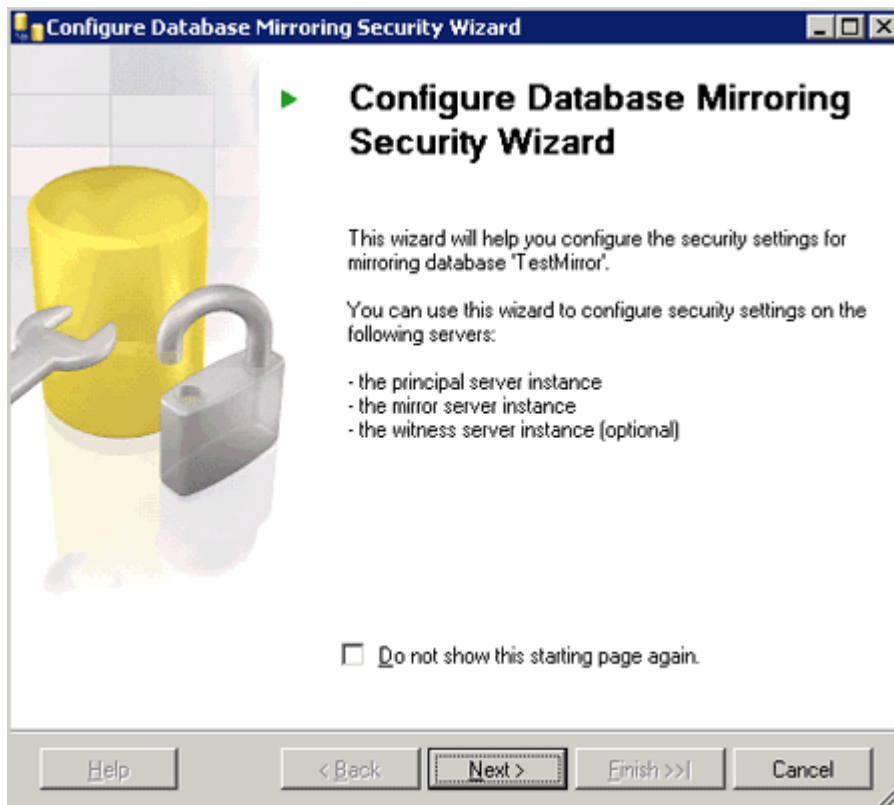 Configure Database Mirroring Security Wizard
Configure Database Mirroring
Security Wizard
This wizard will help you configure the security settings for
mirroring database 'TestMirror'.
You can use this wizard to configure security settings on the
following servers:
- the principal server instance
- the mirror server instance
- the witness server instance (optional)
Do not show this starting page again.
Help
< Back
Next >
Finish >>|
Cancel